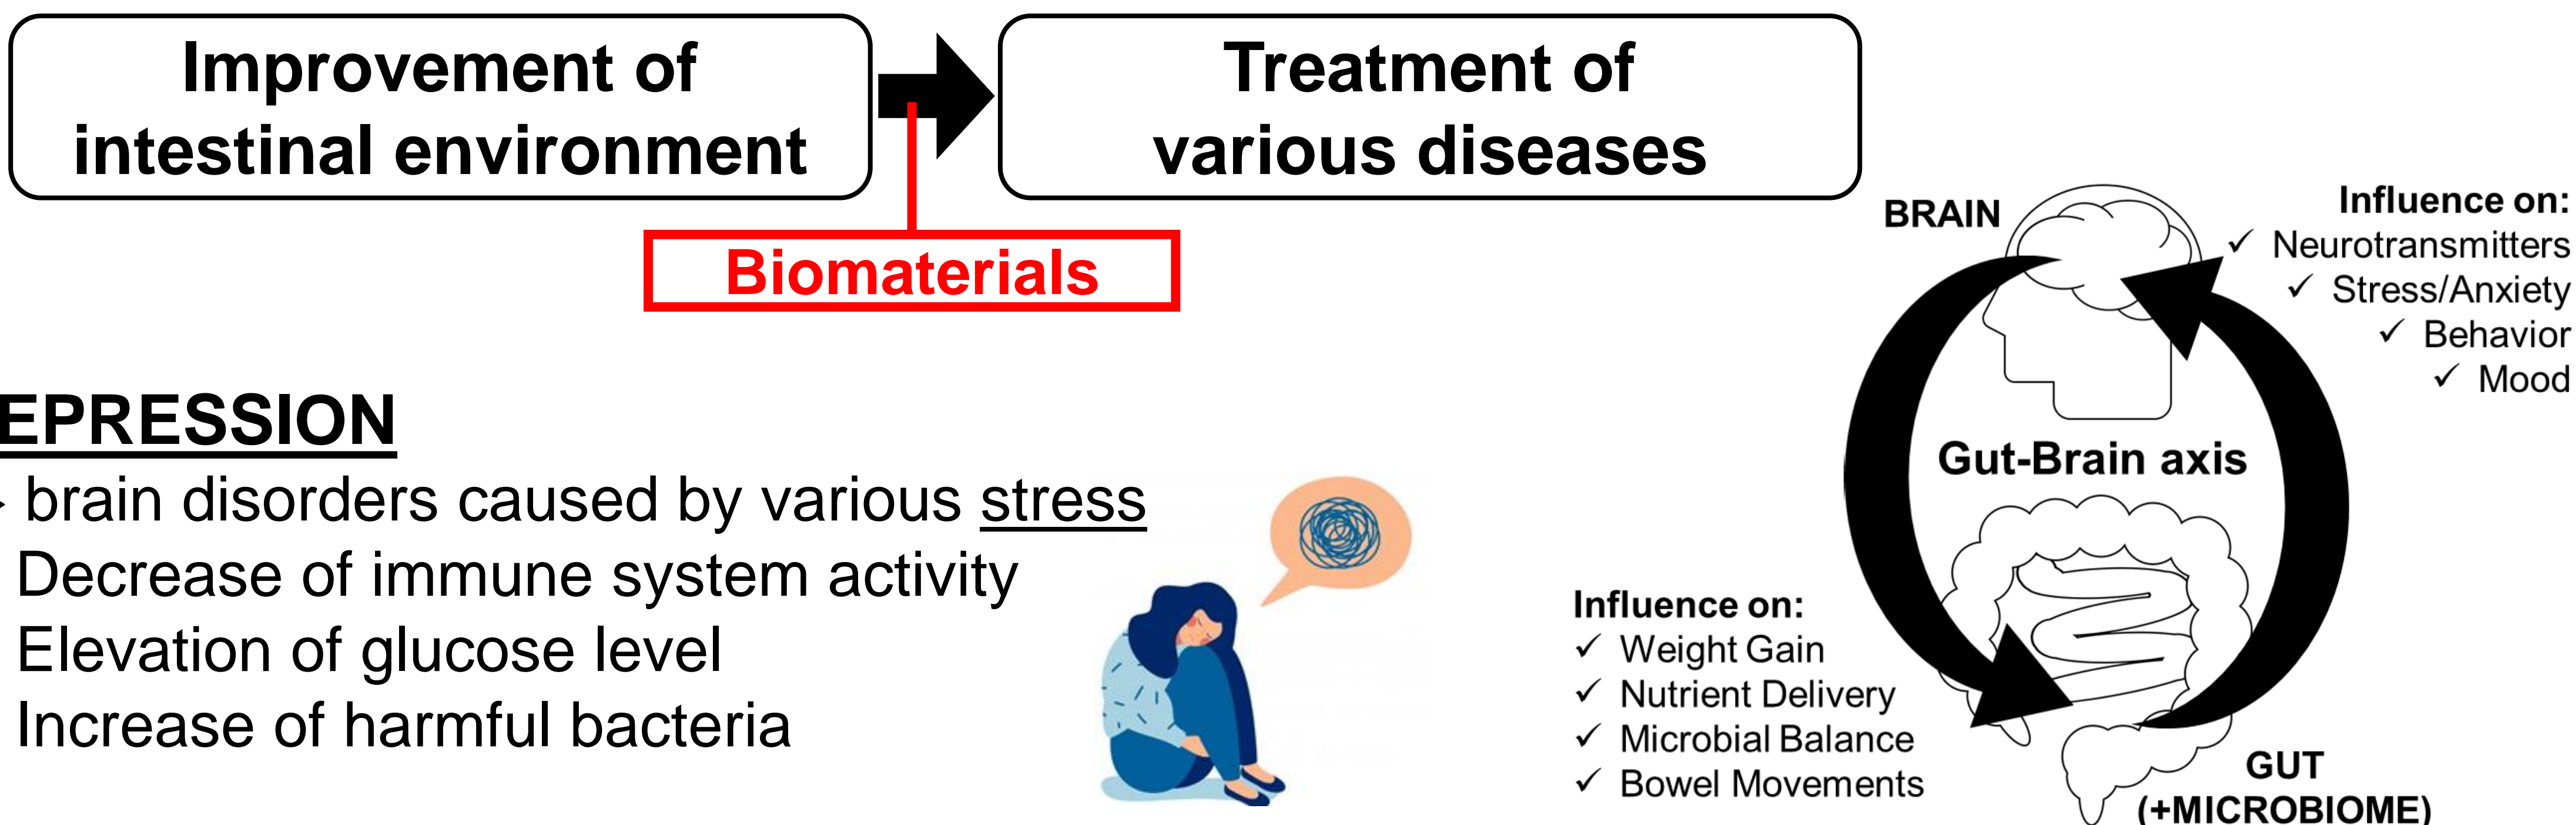 Improvement of
intestinal environment
Treatment of
various diseases
Biomaterials
EPRESSION
brain disorders caused by various stress
Decrease of immune system activity
Elevation of glucose level
Increase of harmful bacteria
BRAIN
Influence on:
✓ Neurotransmitters
✓ Stress/Anxiety
✓ Behavior
✓ Mood
Gut-Brain axis
Influence on:
✓ Weight Gain
✓ Nutrient Delivery
✓ Microbial Balance
✓ Bowel Movements
GUT
(+MICROBIOME)